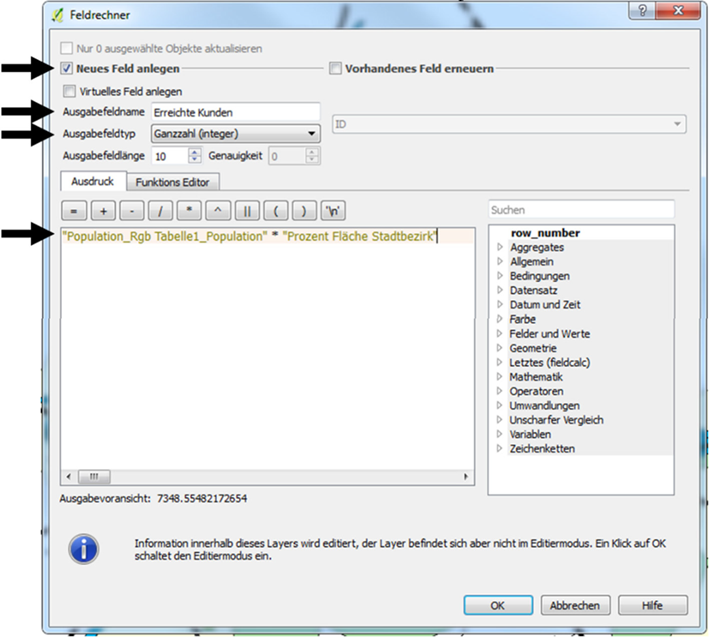 Feldrechner
Nur 0 ausgewählte Objekte aktualisieren
Neues Feld anlegen
Vorhandenes Feld erneuern
Virtuelles Feld anlegen
Ausgabefeldname Erreichte Kunden
ID
Ausgabefeldtyp Ganzzahl (integer)
Ausgabefeldlänge 10 Genauigkeit 0
Ausdruck Funktions Editor
= + - / * ^ || ( ) '\n'
Suchen
"Population_Rgb Tabelle1_Population" * "Prozent Fläche Stadtbezirk"
row_number
Aggregates
Allgemein
Bedingungen
Datensatz
Datum und Zeit
Farbe
Felder und Werte
Geometrie
Letztes (fieldcalc)
Mathematik
Operatoren
Umwandlungen
Unscharfer Vergleich
Variablen
Zeichenketten
Ausgabevoransicht: 7348.55482172654
Information innerhalb dieses Layers wird editiert, der Layer befindet sich aber nicht im Editiermodus. Ein Klick auf OK
schaltet den Editiermodus ein.
OK Abbrechen Hilfe